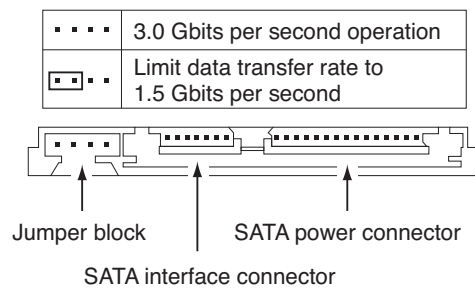 3.0 Gbits per second operation
Limit data transfer rate to
1.5 Gbits per second
Jumper block
SATA power connector
SATA interface connector